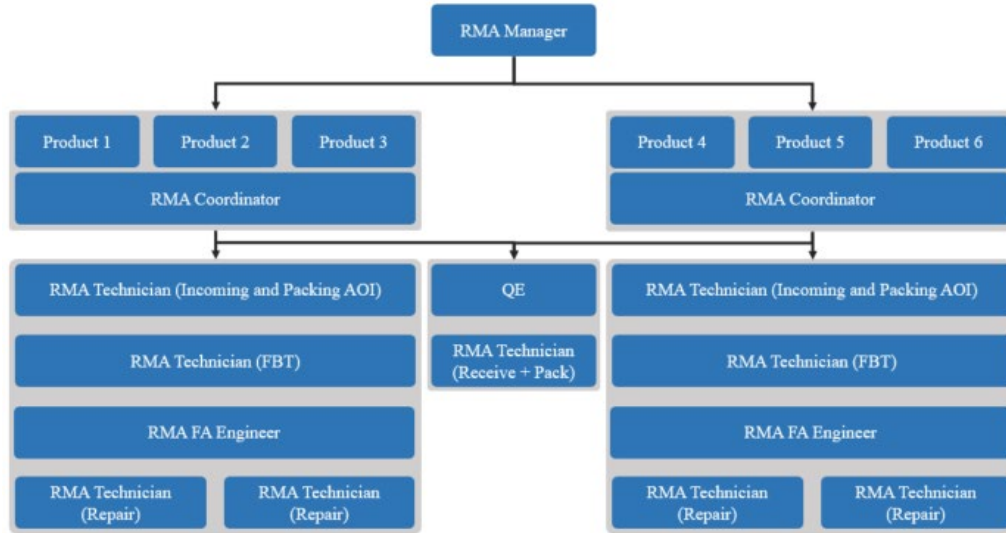 RMA Manager
Product 1
Product 2
Product 3
RMA Coordinator
Product 4
Product 5
Product 6
RMA Coordinator
RMA Technician (Incoming and Packing AOI)
RMA Technician (FBT)
RMA FA Engineer
RMA Technician
(Repair)
RMA Technician
(Repair)
QE
RMA Technician
(Receive + Pack)
RMA Technician (Incoming and Packing AOI)
RMA Technician (FBT)
RMA FA Engineer
RMA Technician
(Repair)
RMA Technician
(Repair)